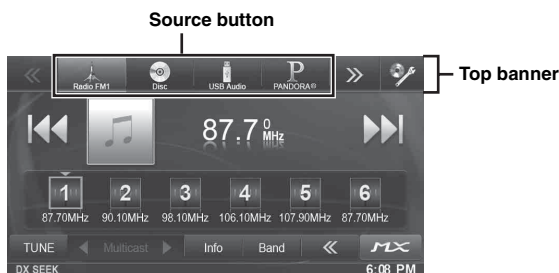 Source button
Radio FM1 Disc USB Audio PANDORA®
Top banner
87.7 0 MHz
1 2 3 4 5 6
87.70MHz 90.10MHz 98.10MHz 106.10MHz 107.90MHz 87.70MHz
TUNE Multicast Info Band MX
DX SEEK 6:08 PM